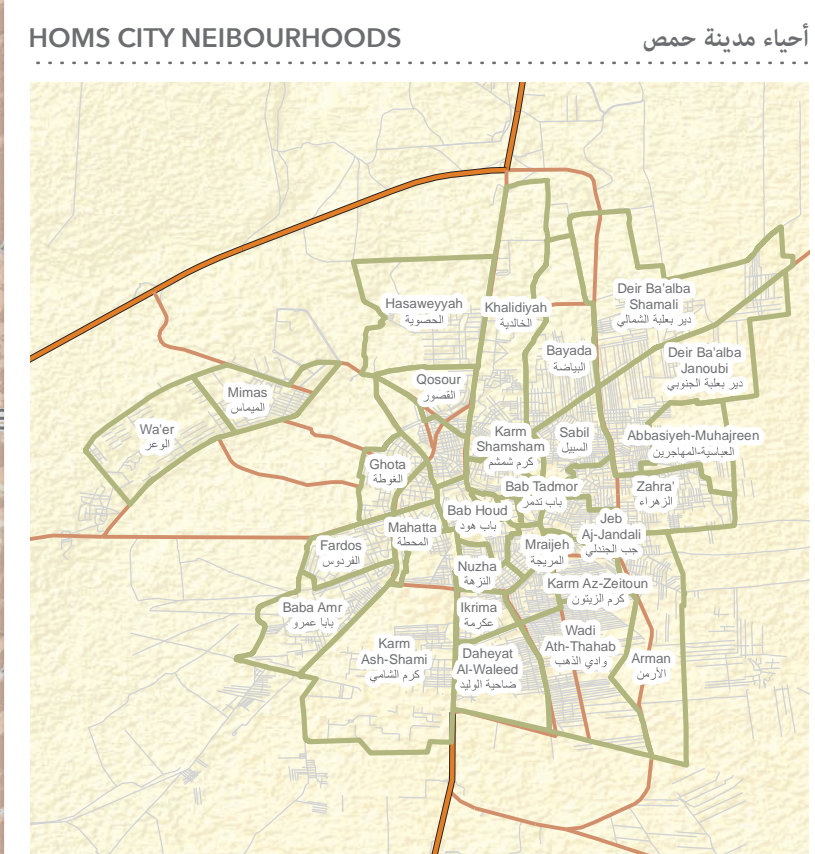 HOMS CITY NEIBOURHOODS
أحياء مدينة حمص
Hasaweyyah
الحصوية
Khalidiyah
الخالدية
Deir Ba'alba
Shamali
دير بعلبة الشمالي
Bayada
البياضة
Deir Ba'alba
Janoubi
دير بعلبة الجنوبي
Qosour
القصور
Mimas
الميماس
Wa'er
الوعر
Karm
Shamsham
كرم شمشم
Sabil
السبيل
Abbasiyeh-Muhajreen
العباسية-المهاجرين
Ghota
الغوطة
Bab Tadmor
باب تدمر
Zahra'
الزهراء
Bab Houd
باب هود
Jeb
Aj-Jandali
جب الجندلي
Mahatta
المحطة
Fardos
الفردوس
Mraijeh
المريجة
Nuzha
النزهة
Karm Az-Zeitoun
كرم الزيتون
Baba Amr
بابا عمرو
Ikrima
عكرمة
Karm
Ash-Shami
كرم الشامي
Wadi
Ath-Thahab
وادي الذهب
Daheyat
Al-Waleed
ضاحية الوليد
Arman
الأرمن